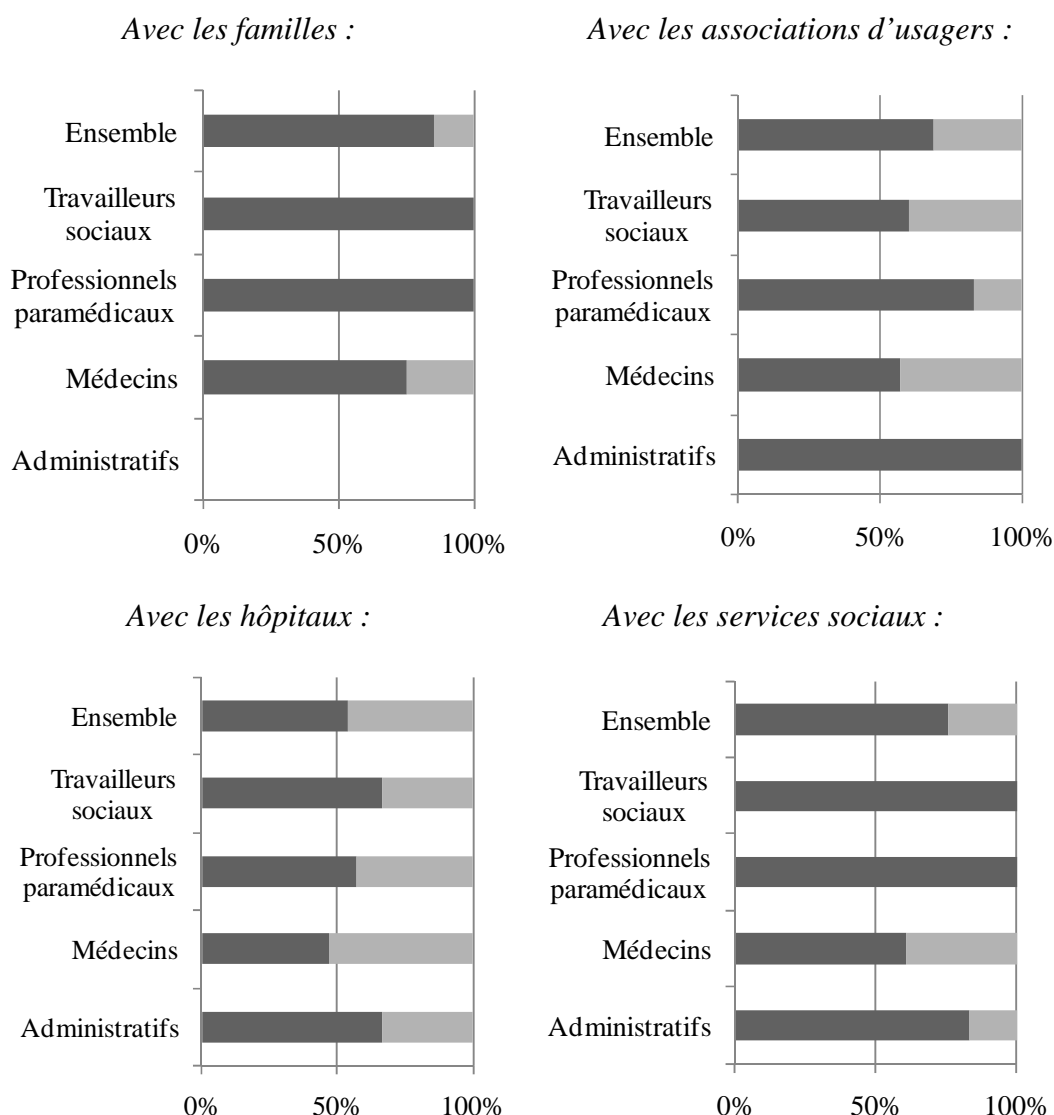 Avec les familles :
Ensemble
Travailleurs
sociaux
Professionnels
paramédicaux
Médecins
Administratifs
0% 50% 100%
Avec les associations d'usagers :
Ensemble
Travailleurs
sociaux
Professionnels
paramédicaux
Médecins
Administratifs
0% 50% 100%
Avec les hôpitaux :
Ensemble
Travailleurs
sociaux
Professionnels
paramédicaux
Médecins
Administratifs
0% 50% 100%
Avec les services sociaux :
Ensemble
Travailleurs
sociaux
Professionnels
paramédicaux
Médecins
Administratifs
0% 50% 100%